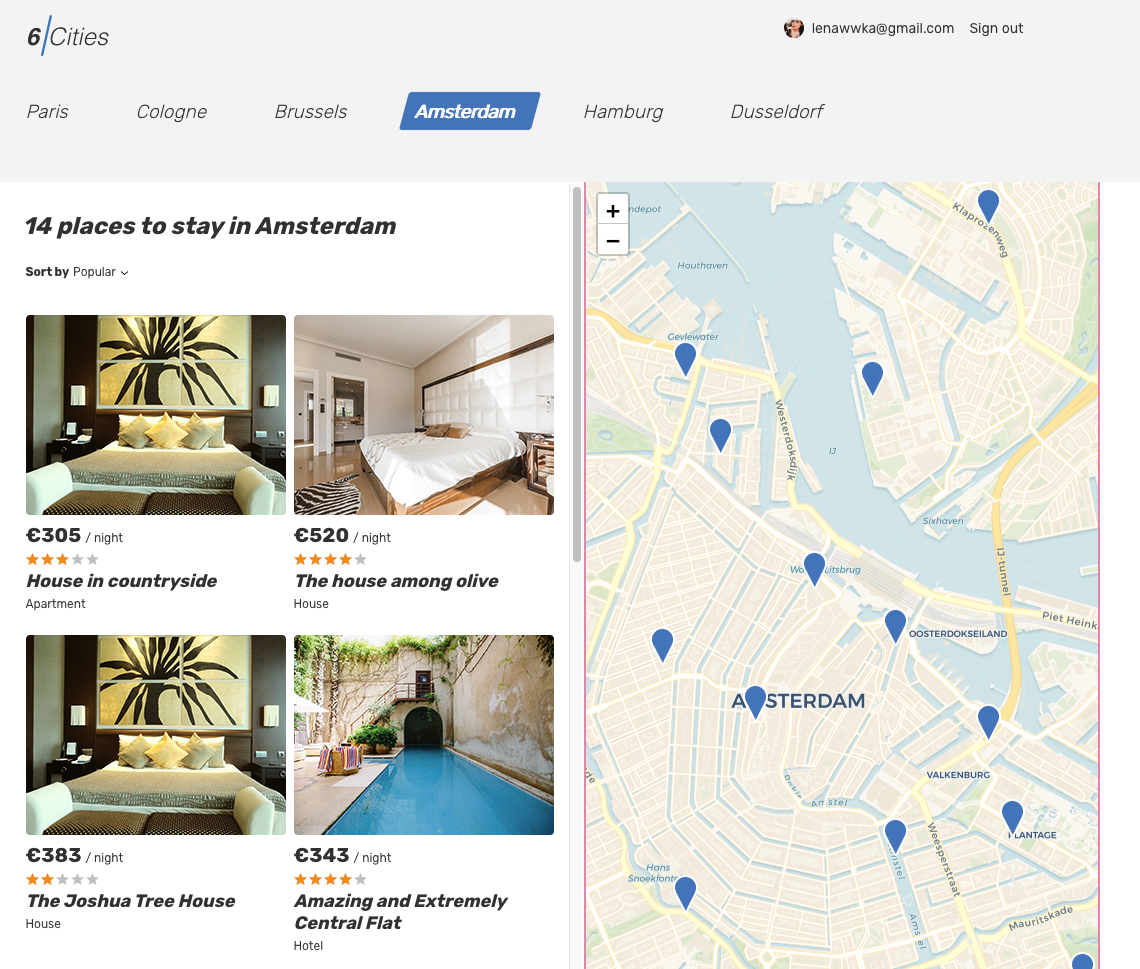 6/Cities
lenawwka@gmail.com Sign out
Paris Cologne Brussels Amsterdam Hamburg Dusseldorf
14 places to stay in Amsterdam
Sort by Popular
€305 / night
House in countryside
Apartment
€520 / night
The house among olive
House
€383 / night
The Joshua Tree House
House
€343 / night
Amazing and Extremely
Central Flat
Hotel
+
−
Klaprozenweg
Houthaven
Gevlewater
Westerdoksdijk
IJ
Sixhaven
IJ-tunnel
Piet Hein
OOSTERDOKSEILAND
AMSTERDAM
VALKENBURG
PLANTAGE
Rokin
Amstel
Weesperstraat
Hans
Amstel
Mauritskade